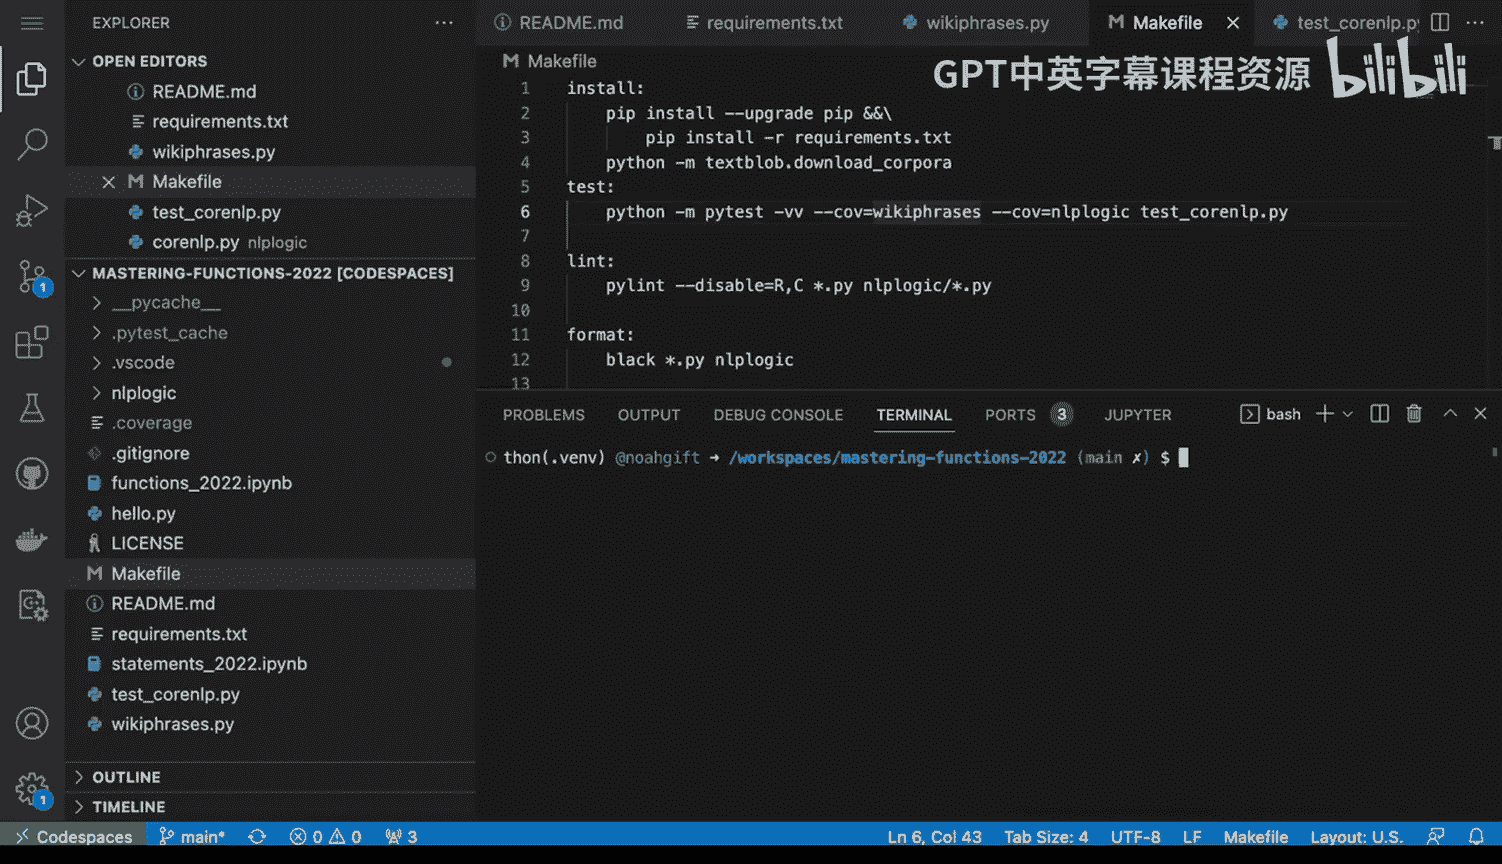 EXPLORER
README.md
requirements.txt
wikiphrases.py
Makefile
test_corenlp.py
OPEN EDITORS
README.md
requirements.txt
wikiphrases.py
Makefile
test_corenlp.py
corenlp.py nlplogic
MASTERING-FUNCTIONS-2022 [CODESPACES]
__pycache__
.pytest_cache
.vscode
nlplogic
.coverage
.gitignore
functions_2022.ipynb
hello.py
LICENSE
Makefile
README.md
requirements.txt
statements_2022.ipynb
test_corenlp.py
wikiphrases.py
OUTLINE
TIMELINE
Makefile
GPT中英字幕课程资源 bilibili
1 install:
2 pip install --upgrade pip &&\
3 pip install -r requirements.txt
4 python -m textblob.download_corpora
5 test:
6 python -m pytest -vv --cov=wikiphrases --cov=nlplogic test_corenlp.py
7
8 lint:
9 pylint --disable=R,C *.py nlplogic/*.py
10
11 format:
12 black *.py nlplogic
13
PROBLEMS OUTPUT DEBUG CONSOLE TERMINAL PORTS 3 JUPYTER bash
thon(.venv) @noahgift → /workspaces/mastering-functions-2022 (main ✗) $
1
1
Codespaces main* 0 0 3 Ln 6, Col 43 Tab Size: 4 UTF-8 LF Makefile Layout: U.S.